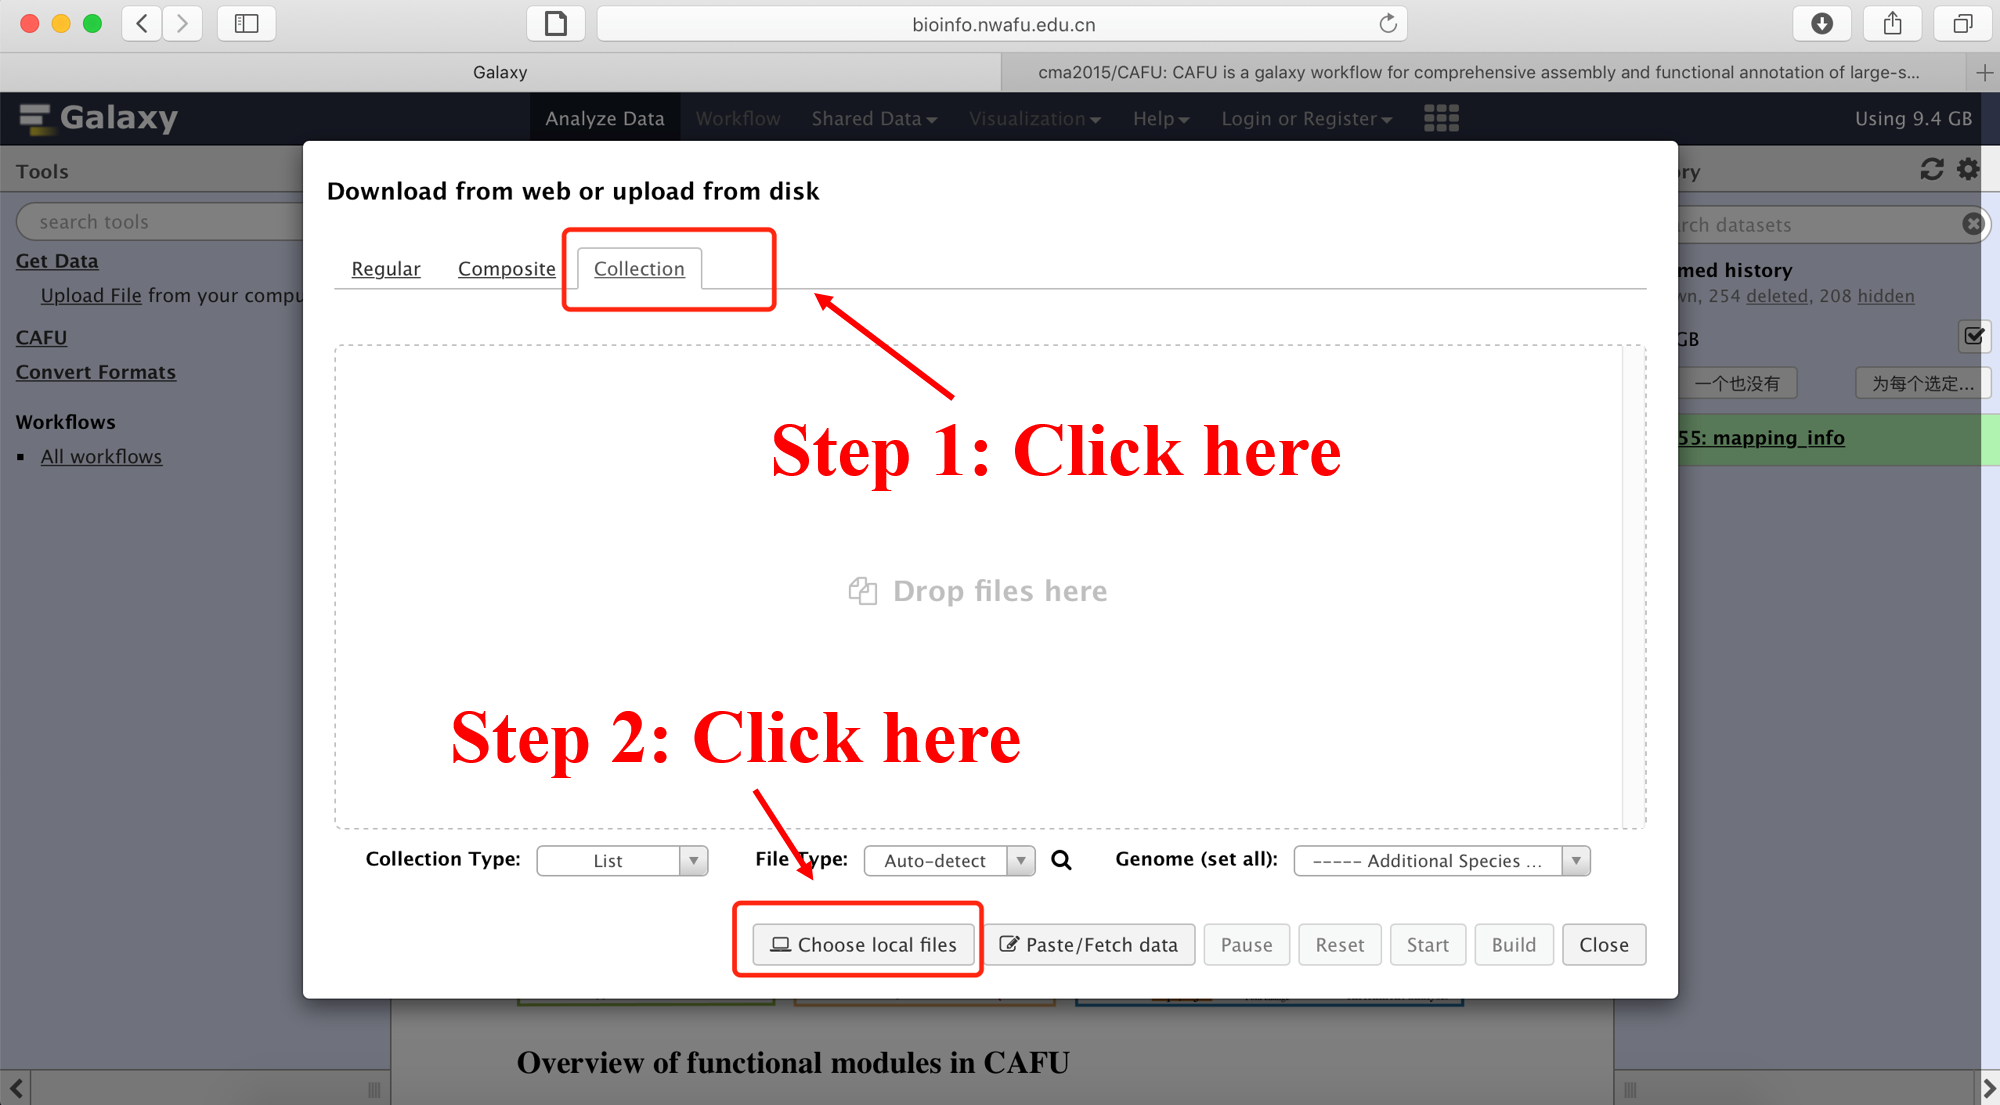 bioinfo.nwafu.edu.cn
Galaxy
cma2015/CAFU: CAFU is a galaxy workflow for comprehensive assembly and functional annotation of large-s...
Galaxy
Analyze Data
Workflow
Shared Data
Visualization
Help
Login or Register
Using 9.4 GB
Tools
search tools
Get Data
Upload File from your compu
CAFU
Convert Formats
Workflows
All workflows
Download from web or upload from disk
Regular
Composite
Collection
Step 1: Click here
Drop files here
Step 2: Click here
Collection Type:
List
File Type:
Auto-detect
Genome (set all):
----- Additional Species ...
Choose local files
Paste/Fetch data
Pause
Reset
Start
Build
Close
ry
rch datasets
med history
wn, 254 deleted, 208 hidden
GB
一个也没有
为每个选定...
55: mapping_info
Overview of functional modules in CAFU